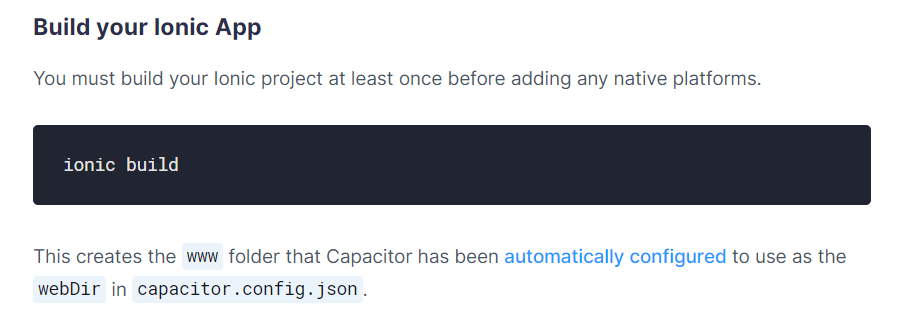 Build your Ionic App
You must build your Ionic project at least once before adding any native platforms.
ionic build
This creates the www folder that Capacitor has been automatically configured to use as the
webDir in capacitor.config.json.